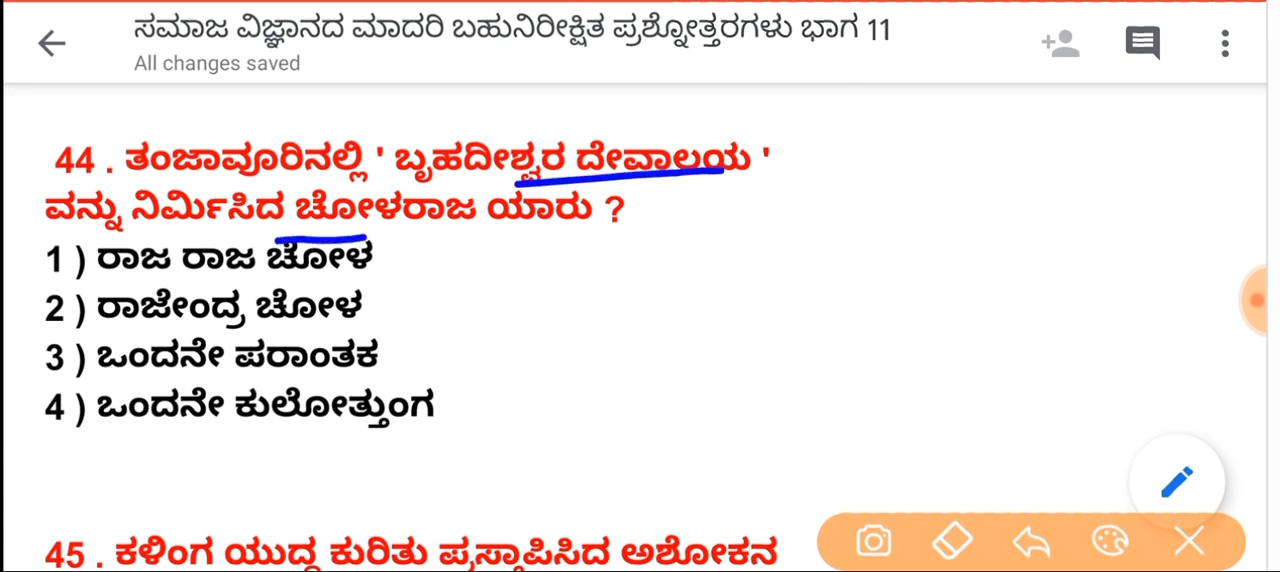 ಸಮಾಜ ವಿಜ್ಞಾನದ ಮಾದರಿ ಬಹುನಿರೀಕ್ಷಿತ ಪ್ರಶ್ನೋತ್ತರಗಳು ಭಾಗ 11
All changes saved
44 . ತಂಜಾವೂರಿನಲ್ಲಿ ' ಬೃಹದೀಶ್ವರ ದೇವಾಲಯ '
ವನ್ನು ನಿರ್ಮಿಸಿದ ಚೋಳರಾಜ ಯಾರು ?
1 ) ರಾಜ ರಾಜ ಚೋಳ
2 ) ರಾಜೇಂದ್ರ ಚೋಳ
3 ) ಒಂದನೇ ಪರಾಂತಕ
4 ) ಒಂದನೇ ಕುಲೋತ್ತುಂಗ
45 . ಕಳಿಂಗ ಯುದ್ಧ ಕುರಿತು ಪ್ರಸ್ತಾಪಿಸಿದ ಅಶೋಕನ